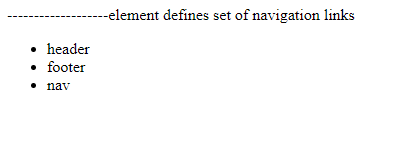 -------------------element defines set of navigation links
• header
• footer
• nav